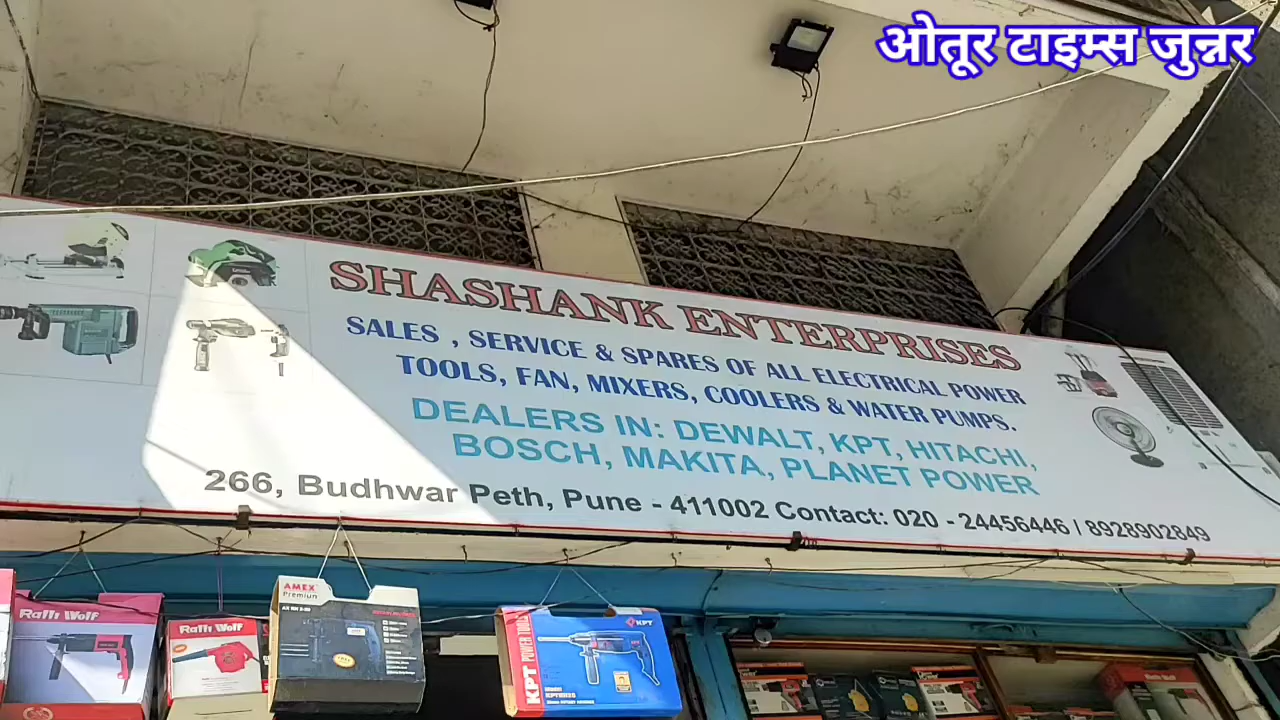 ओतूर टाइम्स जुन्नर
SHASHANK ENTERPRISES
SALES , SERVICE & SPARES OF ALL ELECTRICAL POWER
TOOLS, FAN, MIXERS, COOLERS & WATER PUMPS.
DEALERS IN: DEWALT, KPT, HITACHI,
BOSCH, MAKITA, PLANET POWER
266, Budhwar Peth, Pune - 411002 Contact: 020 - 24456446 / 8928902849
Ralli Wolf
Ralli Wolf
AMEX
Premiun
KPT
KPT POWER TOOLS